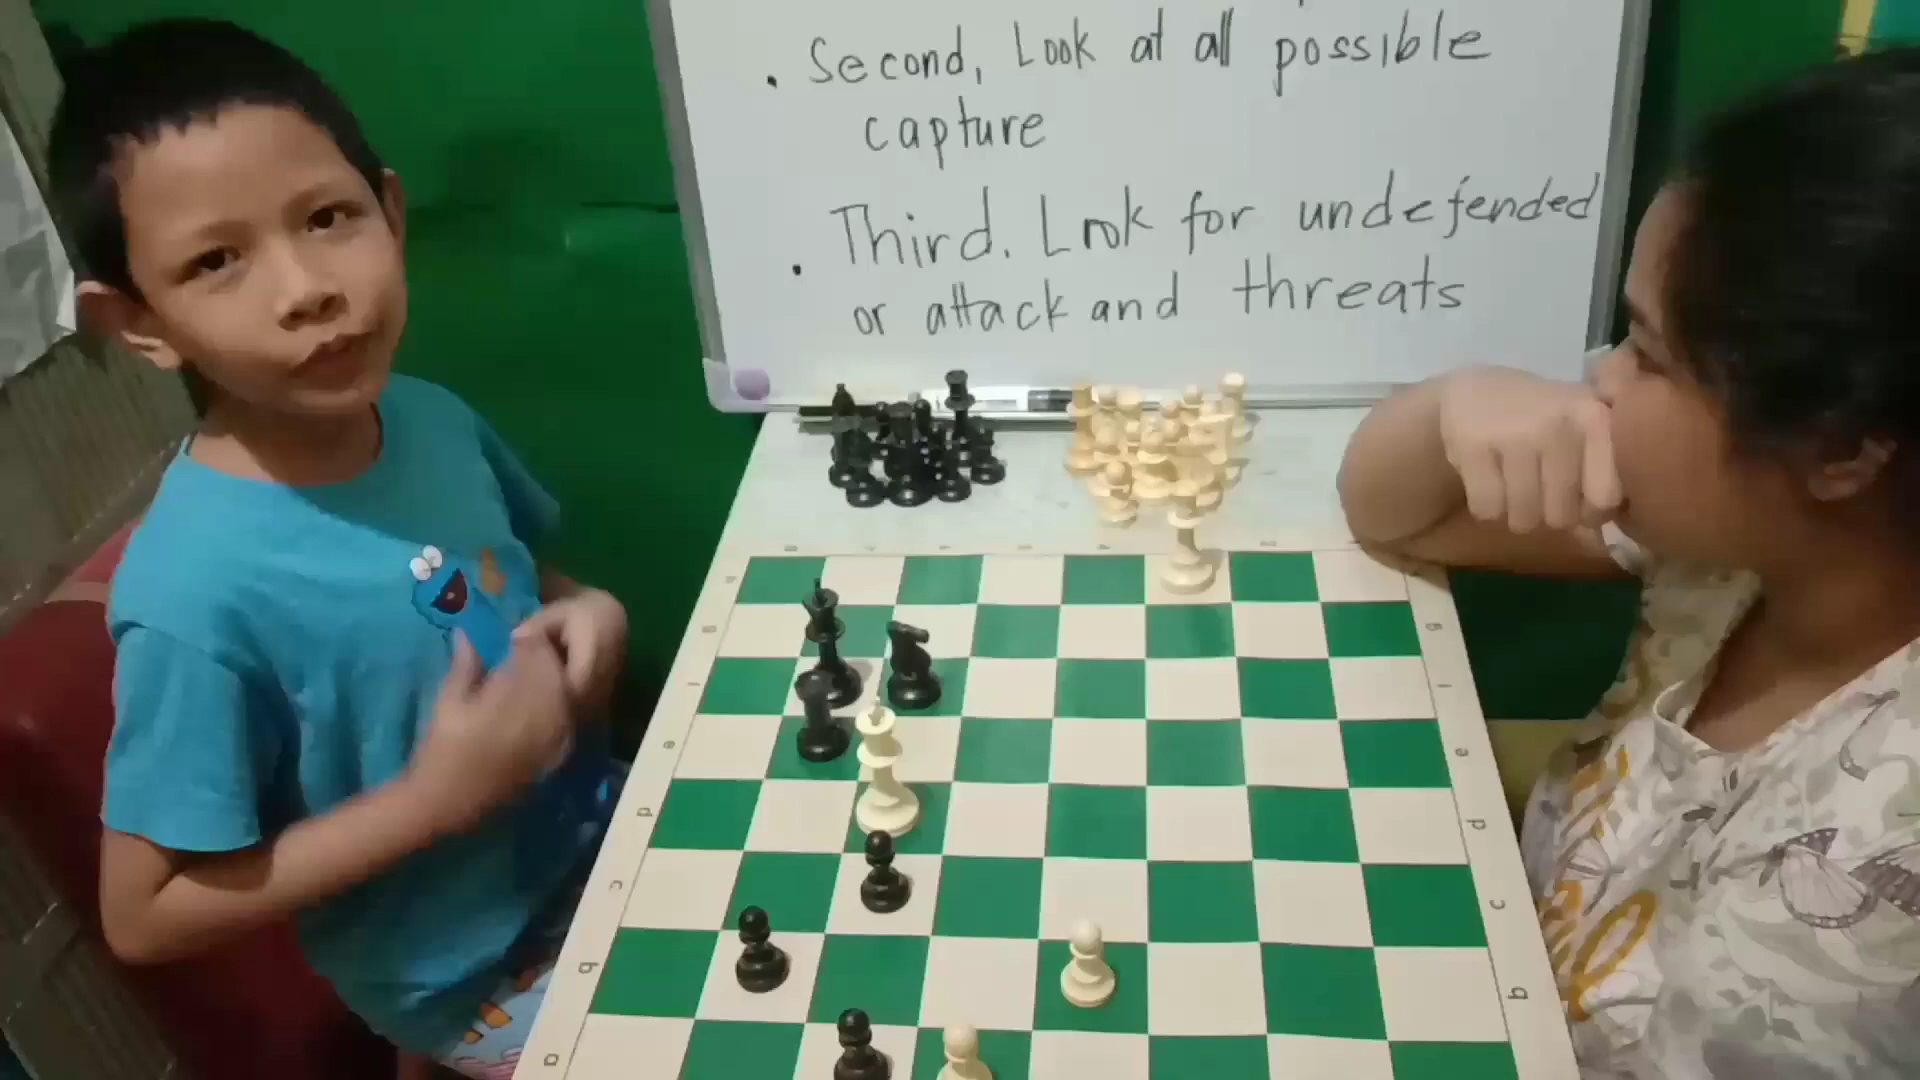 • Second, Look at all possible
capture
• Third. Look for undefended
or attack and threats
g
f
e
d
c
b
a
g
f
e
d
c
b